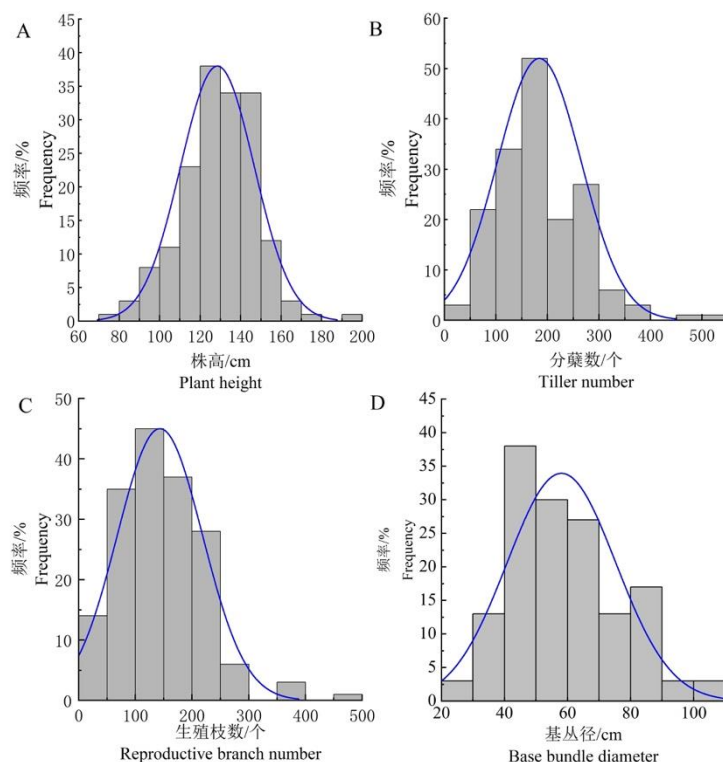 A
频率/%
Frequency
45
40
35
30
25
20
15
10
5
0
60 80 100 120 140 160 180 200
株高/cm
Plant height
B
频率/%
Frequency
60
50
40
30
20
10
0
0 100 200 300 400 500
分蘖数/个
Tiller number
C
频率/%
Frequency
50
40
30
20
10
0
0 100 200 300 400 500
生殖枝数/个
Reproductive branch number
D
频率/%
Frequency
45
40
35
30
25
20
15
10
5
0
20 40 60 80 100
基丛径/cm
Base bundle diameter